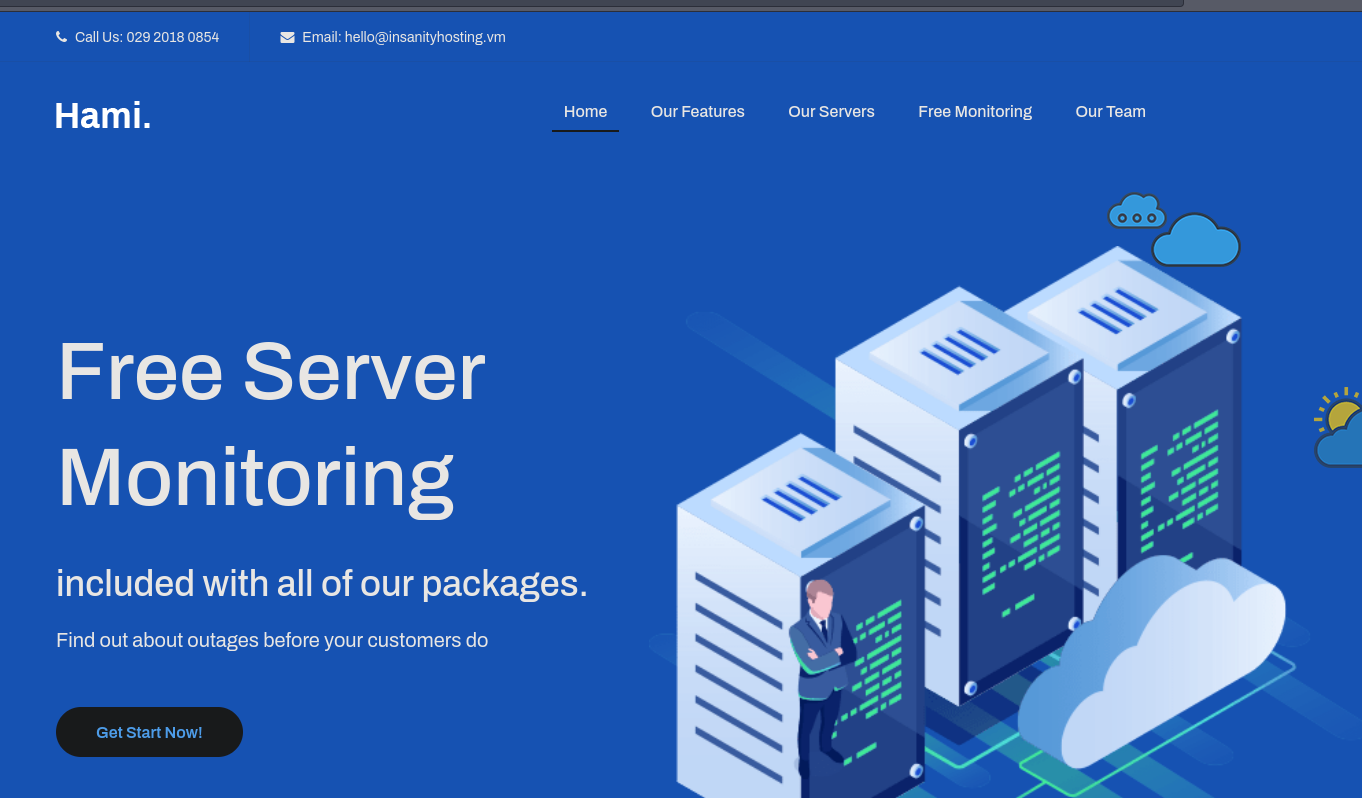 Call Us: 029 2018 0854
Email: hello@insanityhosting.vm
Hami.
Home
Our Features
Our Servers
Free Monitoring
Our Team
Free Server
Monitoring
included with all of our packages.
Find out about outages before your customers do
Get Start Now!